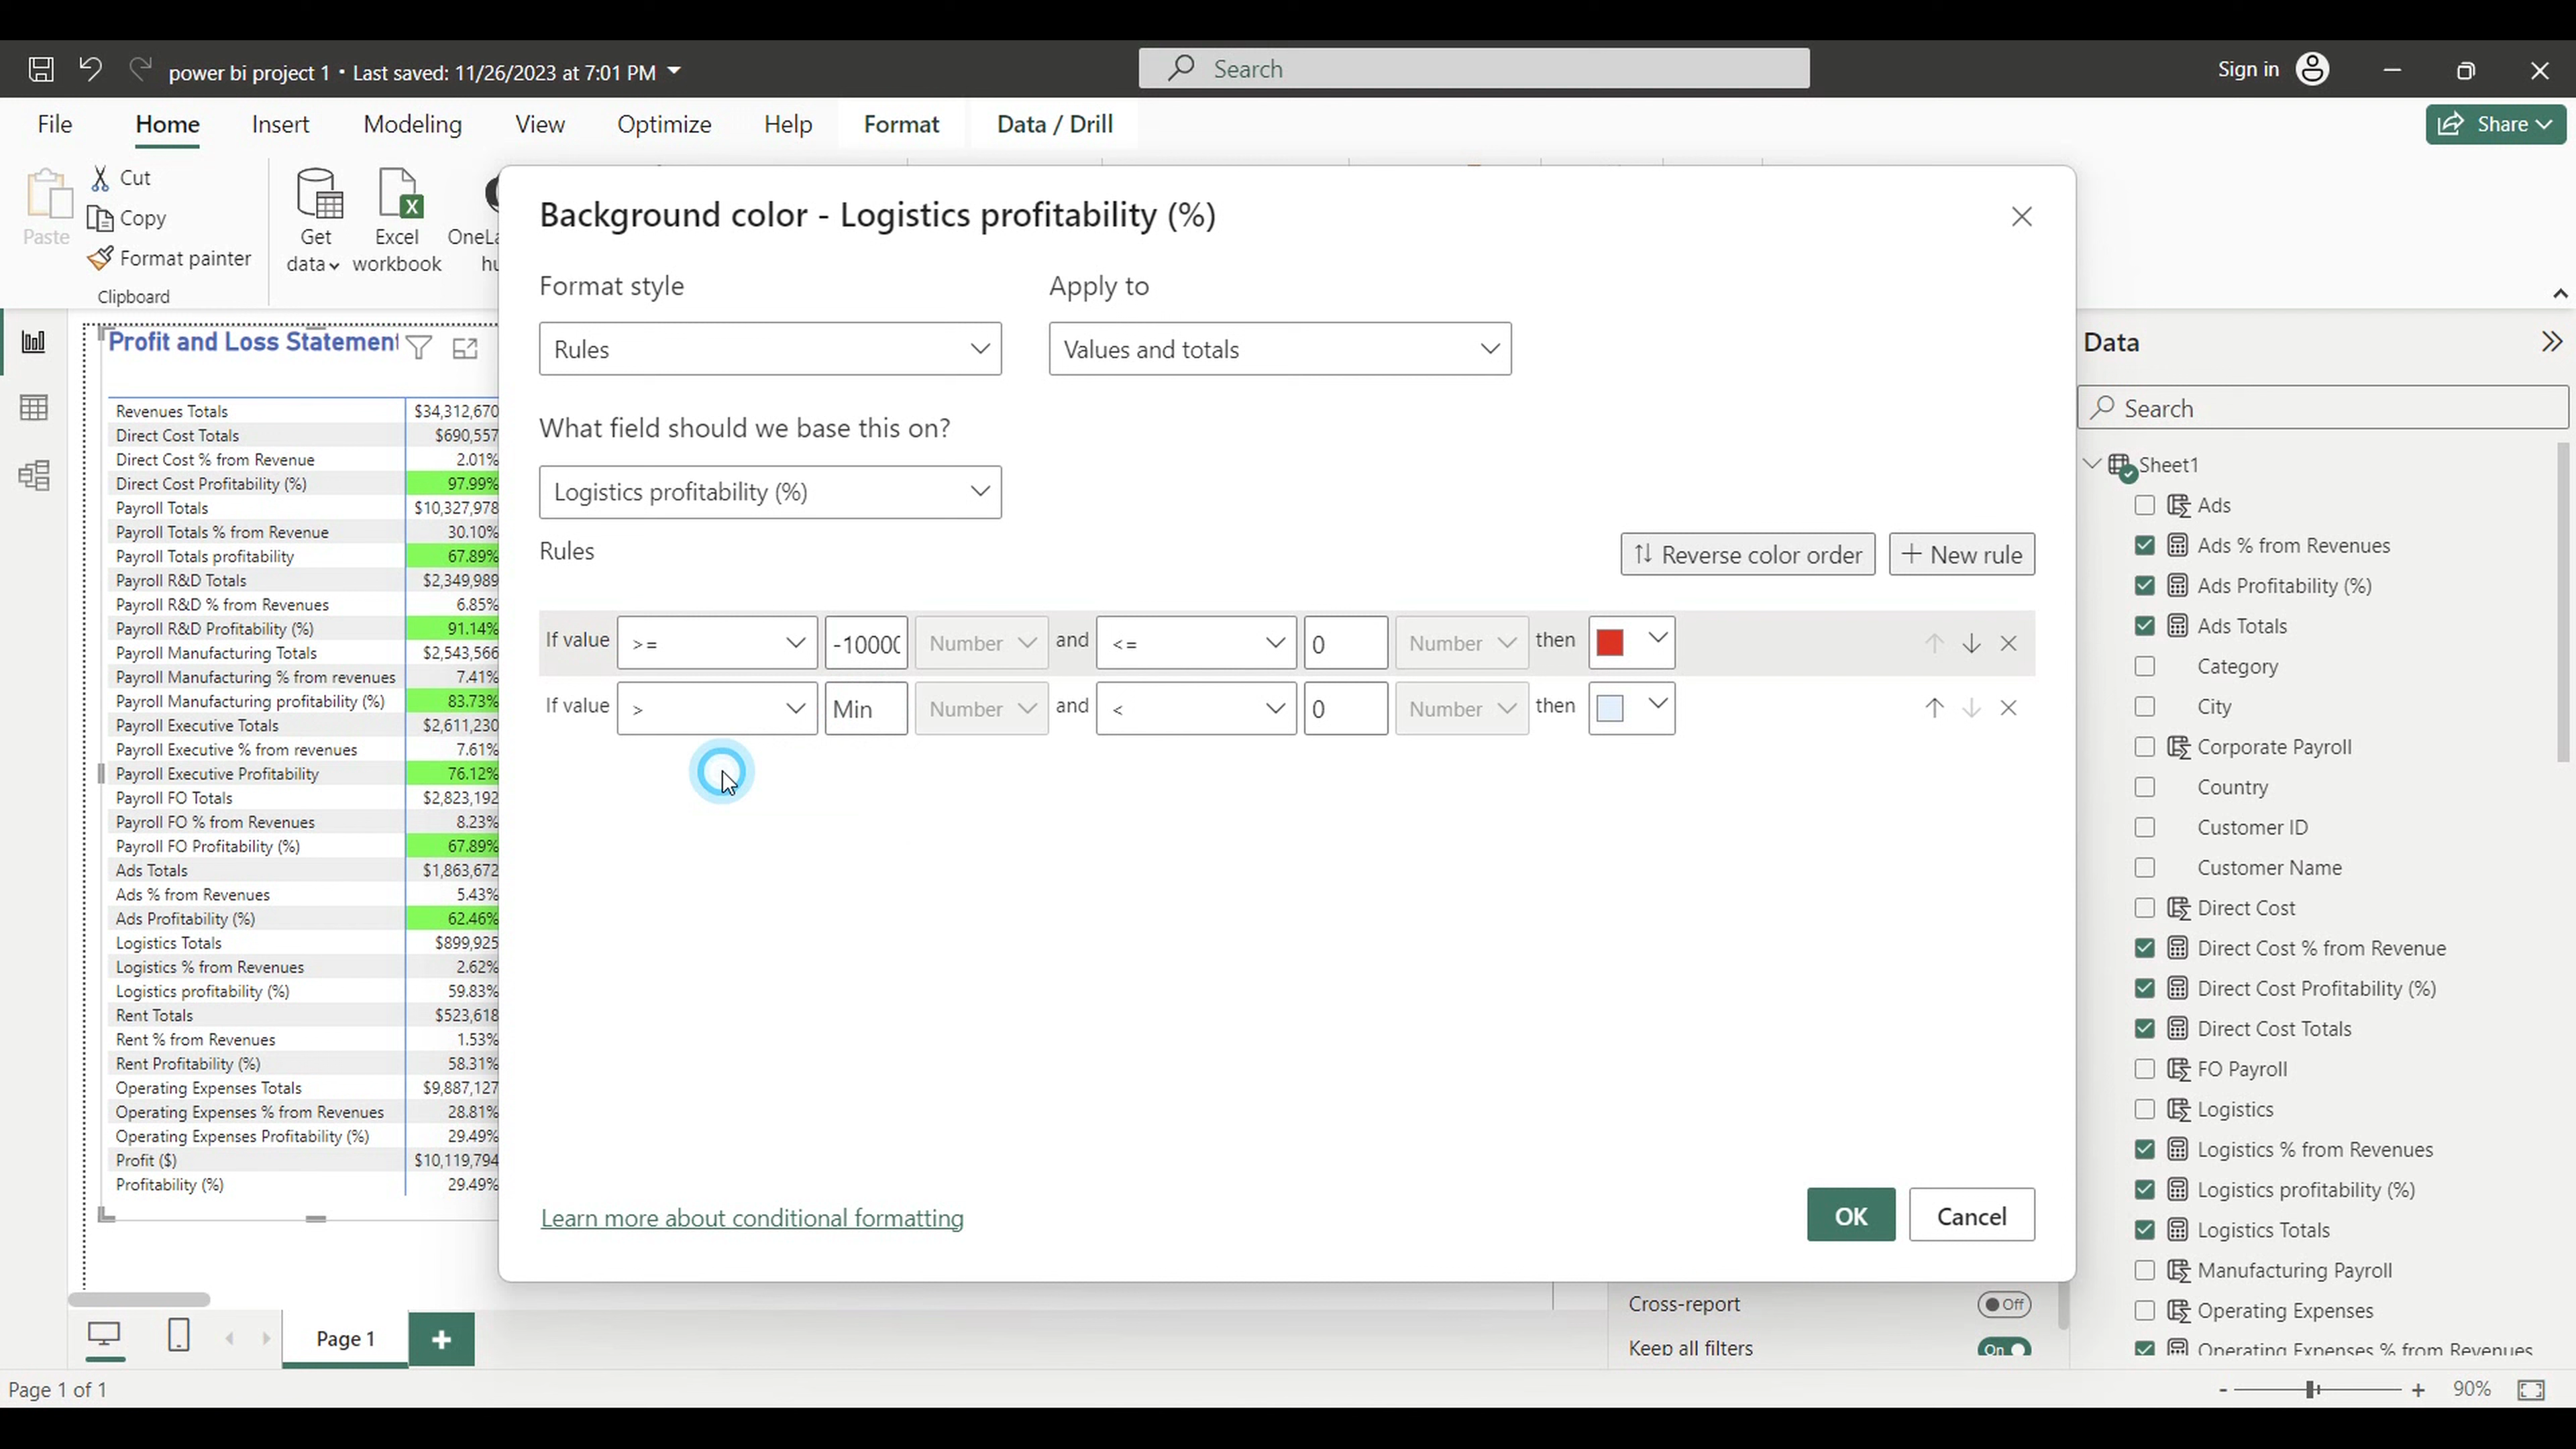 power bi project 1 • Last saved: 11/26/2023 at 7:01 PM
Search
Sign in
File
Home
Insert
Modeling
View
Optimize
Help
Format
Data / Drill
Share
Paste
Cut
Copy
Format painter
Clipboard
Get data
Excel workbook
Background color - Logistics profitability (%)
Format style
Apply to
Rules
Values and totals
What field should we base this on?
Logistics profitability (%)
Rules
Reverse color order
+ New rule
If value >= -10000 Number and <= 0 Number then
If value > Min Number and < 0 Number then
Learn more about conditional formatting
OK
Cancel
Profit and Loss Statement
Revenues Totals $34,312,670
Direct Cost Totals $690,557
Direct Cost % from Revenue 2.01%
Direct Cost Profitability (%) 97.99%
Payroll Totals $10,327,978
Payroll Totals % from Revenue 30.10%
Payroll Totals profitability 67.89%
Payroll R&D Totals $2,349,989
Payroll R&D % from Revenues 6.85%
Payroll R&D Profitability (%) 91.14%
Payroll Manufacturing Totals $2,543,566
Payroll Manufacturing % from revenues 7.41%
Payroll Manufacturing profitability (%) 83.73%
Payroll Executive Totals $2,611,230
Payroll Executive % from revenues 7.61%
Payroll Executive Profitability 76.12%
Payroll FO Totals $2,823,192
Payroll FO % from Revenues 8.23%
Payroll FO Profitability (%) 67.89%
Ads Totals $1,863,672
Ads % from Revenues 5.43%
Ads Profitability (%) 62.46%
Logistics Totals $899,925
Logistics % from Revenues 2.62%
Logistics profitability (%) 59.83%
Rent Totals $523,618
Rent % from Revenues 1.53%
Rent Profitability (%) 58.31%
Operating Expenses Totals $9,887,127
Operating Expenses % from Revenues 28.81%
Operating Expenses Profitability (%) 29.49%
Profit ($) $10,119,794
Profitability (%) 29.49%
Data
Search
Sheet1
Ads
Ads % from Revenues
Ads Profitability (%)
Ads Totals
Category
City
Corporate Payroll
Country
Customer ID
Customer Name
Direct Cost
Direct Cost % from Revenue
Direct Cost Profitability (%)
Direct Cost Totals
FO Payroll
Logistics
Logistics % from Revenues
Logistics profitability (%)
Logistics Totals
Manufacturing Payroll
Operating Expenses
Operating Expenses % from Revenues
Cross-report Off
Keep all filters On
Page 1
+
Page 1 of 1
- + 90%